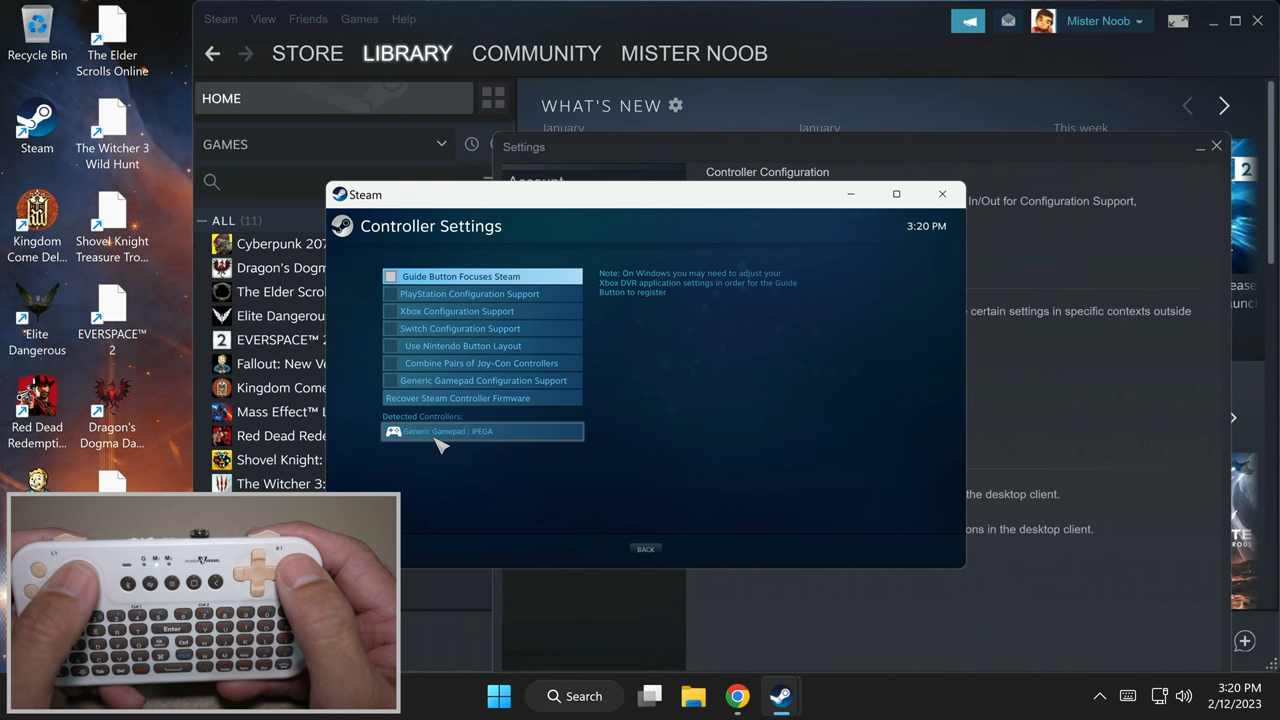 Recycle Bin
The Elder
Scrolls Online
Steam
The Witcher 3
Wild Hunt
Kingdom
Come Del...
Shovel Knight
Treasure Tro...
Elite
Dangerous
EVERSPACE™
2
Red Dead
Redempti...
Dragon's
Dogma Da...
Steam View Friends Games Help
Mister Noob
STORE LIBRARY COMMUNITY MISTER NOOB
HOME
WHAT'S NEW
January January This week
GAMES
ALL (11)
Cyberpunk 207
Dragon's Dogm
The Elder Scrol
Elite Dangerous
EVERSPACE™ 2
Fallout: New Ve
Kingdom Come
Mass Effect™ L
Red Dead Rede
Shovel Knight:
The Witcher 3:
Settings
Account
Controller Configuration
In/Out for Configuration Support,
certain settings in specific contexts outside
the desktop client.
ons in the desktop client.
Steam
Controller Settings
3:20 PM
Guide Button Focuses Steam
PlayStation Configuration Support
Xbox Configuration Support
Switch Configuration Support
Use Nintendo Button Layout
Combine Pairs of Joy-Con Controllers
Generic Gamepad Configuration Support
Recover Steam Controller Firmware
Detected Controllers:
Generic Gamepad : IPEGA
Note: On Windows you may need to adjust your
Xbox DVR application settings in order for the Guide
Button to register
BACK
L1
R1
Enter
Search
3:20 PM
2/12/2023